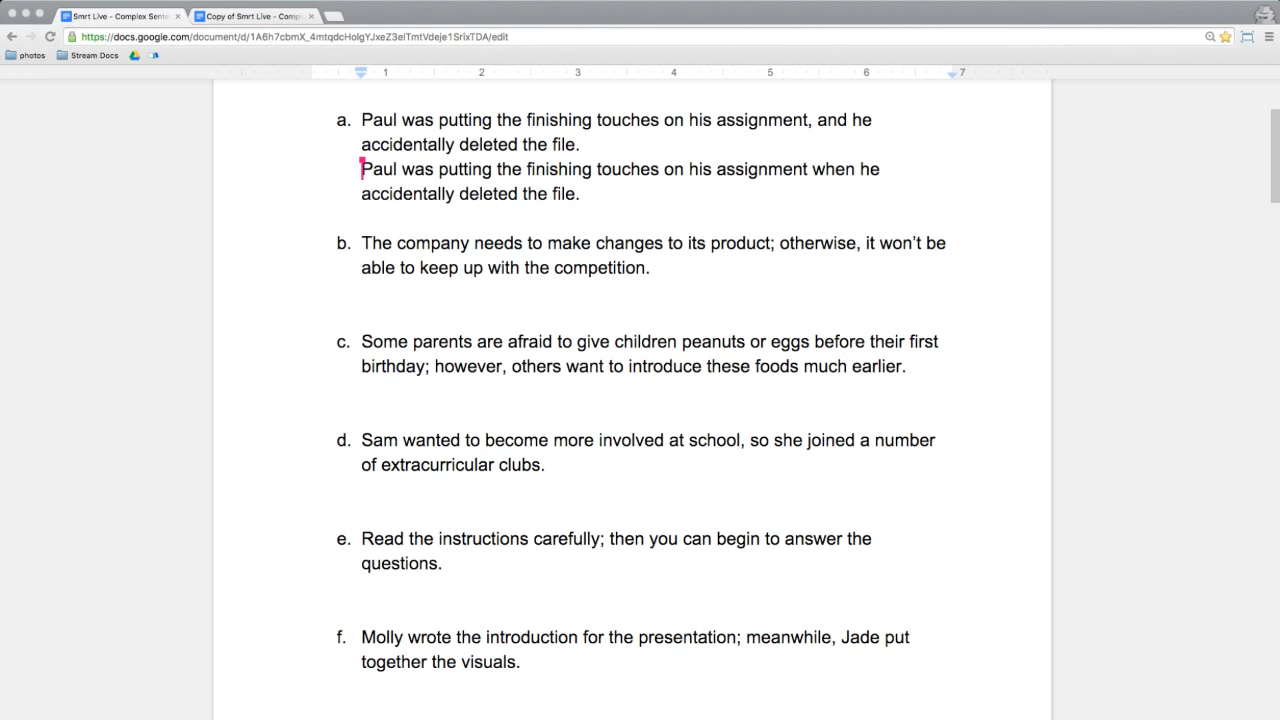 Smrt Live - Complex Sente
Copy of Smrt Live - Compl
https://docs.google.com/document/d/1A6h7cbmX_4mtqdcHolgYJxeZ3elTmtVdeje1SrixTDA/edit
photos Stream Docs
1 2 3 4 5 6 7
a. Paul was putting the finishing touches on his assignment, and he
accidentally deleted the file.
Paul was putting the finishing touches on his assignment when he
accidentally deleted the file.
b. The company needs to make changes to its product; otherwise, it won’t be
able to keep up with the competition.
c. Some parents are afraid to give children peanuts or eggs before their first
birthday; however, others want to introduce these foods much earlier.
d. Sam wanted to become more involved at school, so she joined a number
of extracurricular clubs.
e. Read the instructions carefully; then you can begin to answer the
questions.
f. Molly wrote the introduction for the presentation; meanwhile, Jade put
together the visuals.